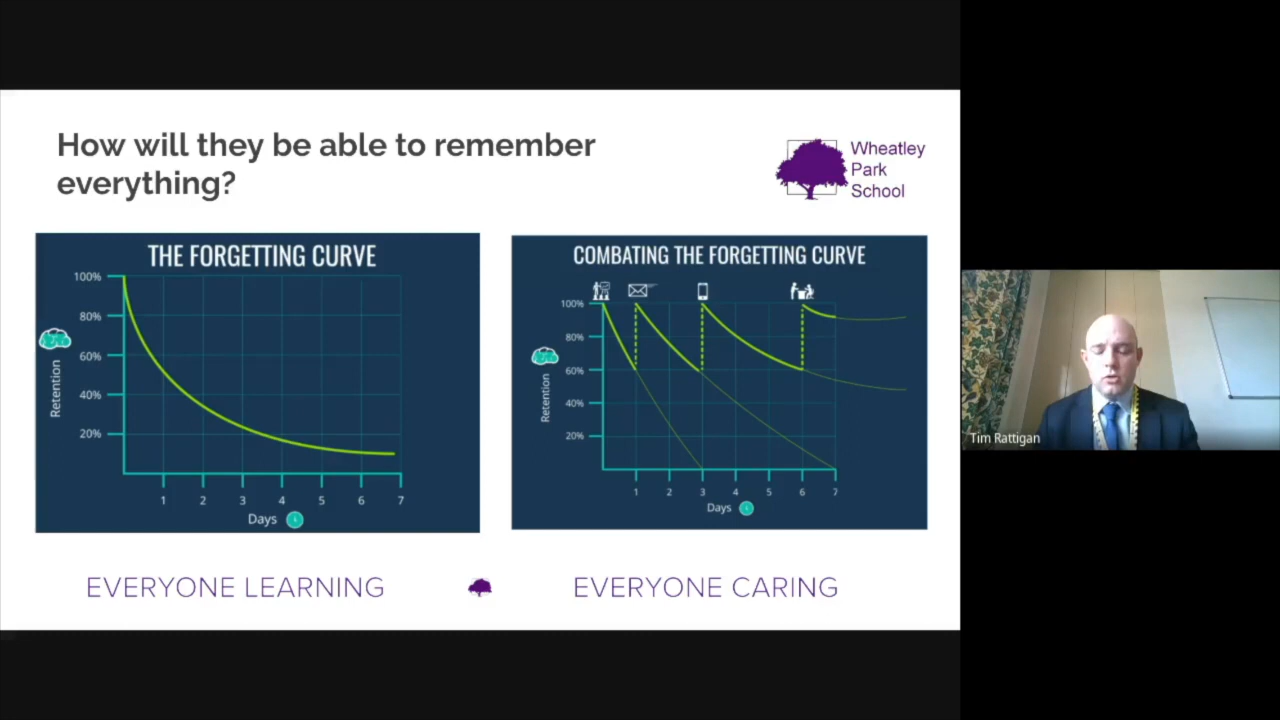 How will they be able to remember
everything?
Wheatley
Park
School
THE FORGETTING CURVE
100%
80%
60%
40%
20%
Retention
1 2 3 4 5 6 7
Days
COMBATING THE FORGETTING CURVE
100%
80%
60%
40%
20%
Retention
1 2 3 4 5 6 7
Days
EVERYONE LEARNING
EVERYONE CARING
Tim Rattigan